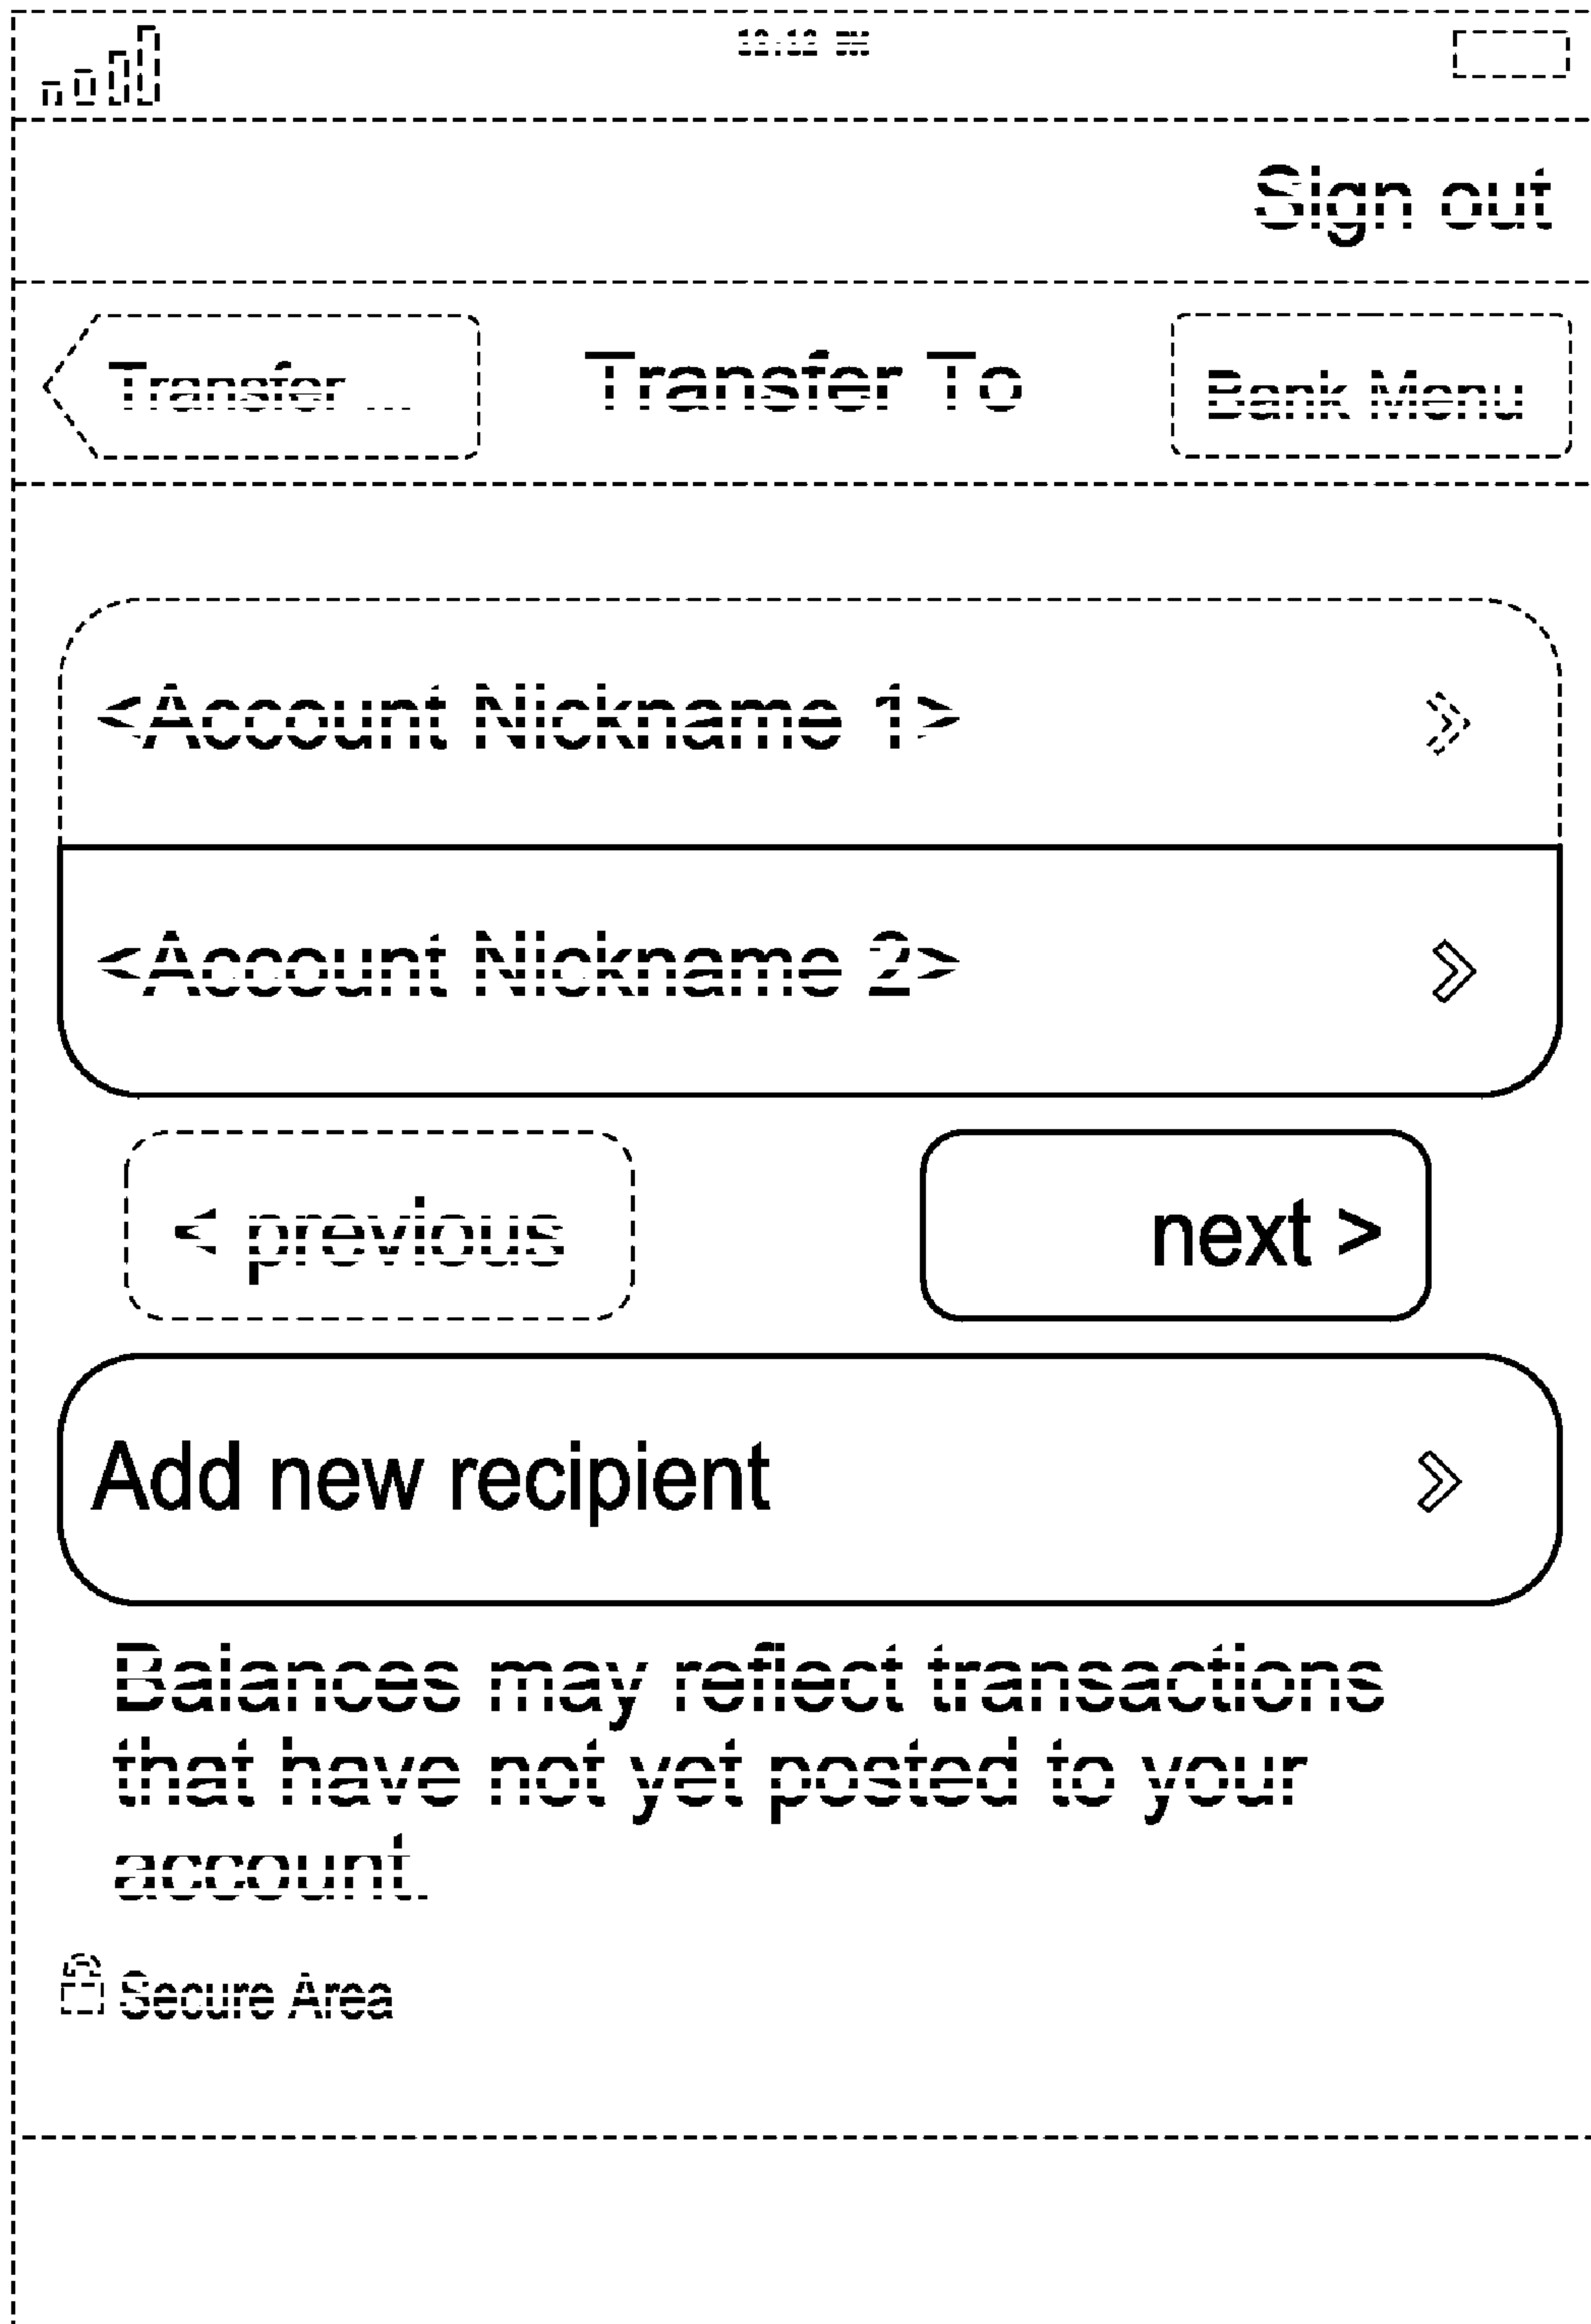 Sign out
Transfer ...
Transfer To
Bank Menu
<Account Nickname 1>
<Account Nickname 2>
< previous
next >
Add new recipient
Balances may reflect transactions
that have not yet posted to your
account.
Secure Area